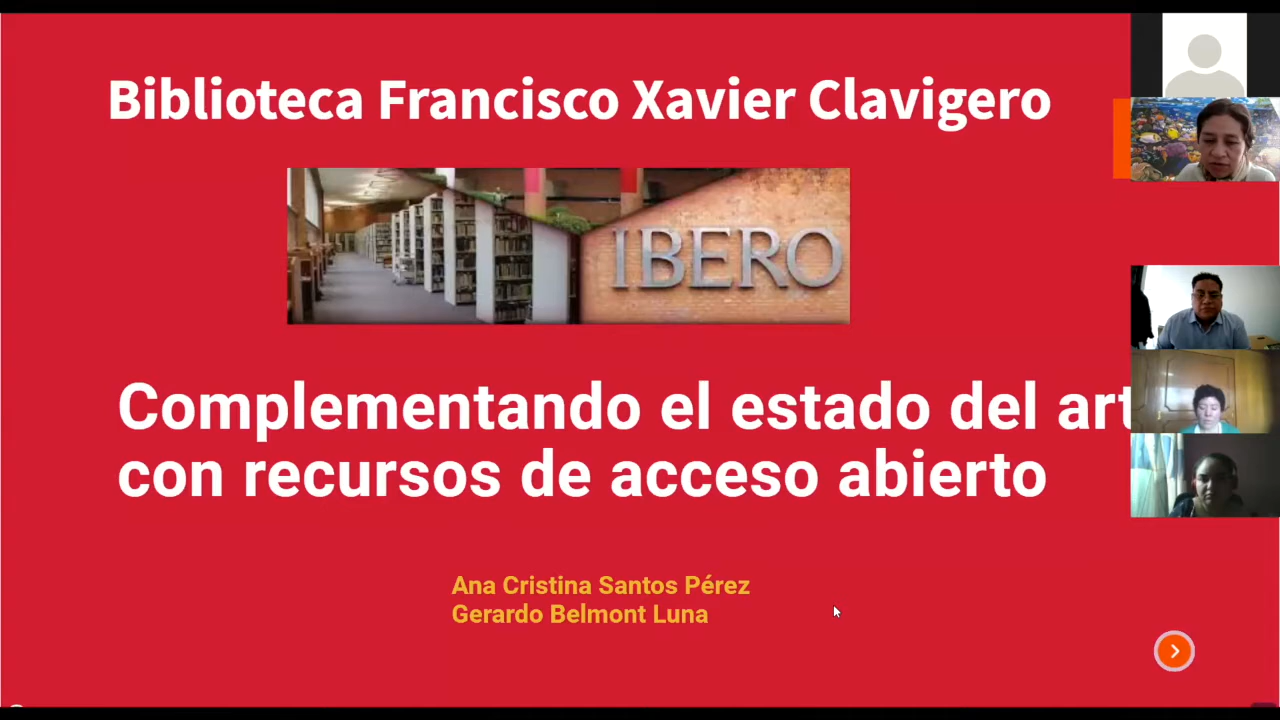 Biblioteca Francisco Xavier Clavigero
IBERO
Complementando el estado del art
con recursos de acceso abierto
Ana Cristina Santos Pérez
Gerardo Belmont Luna